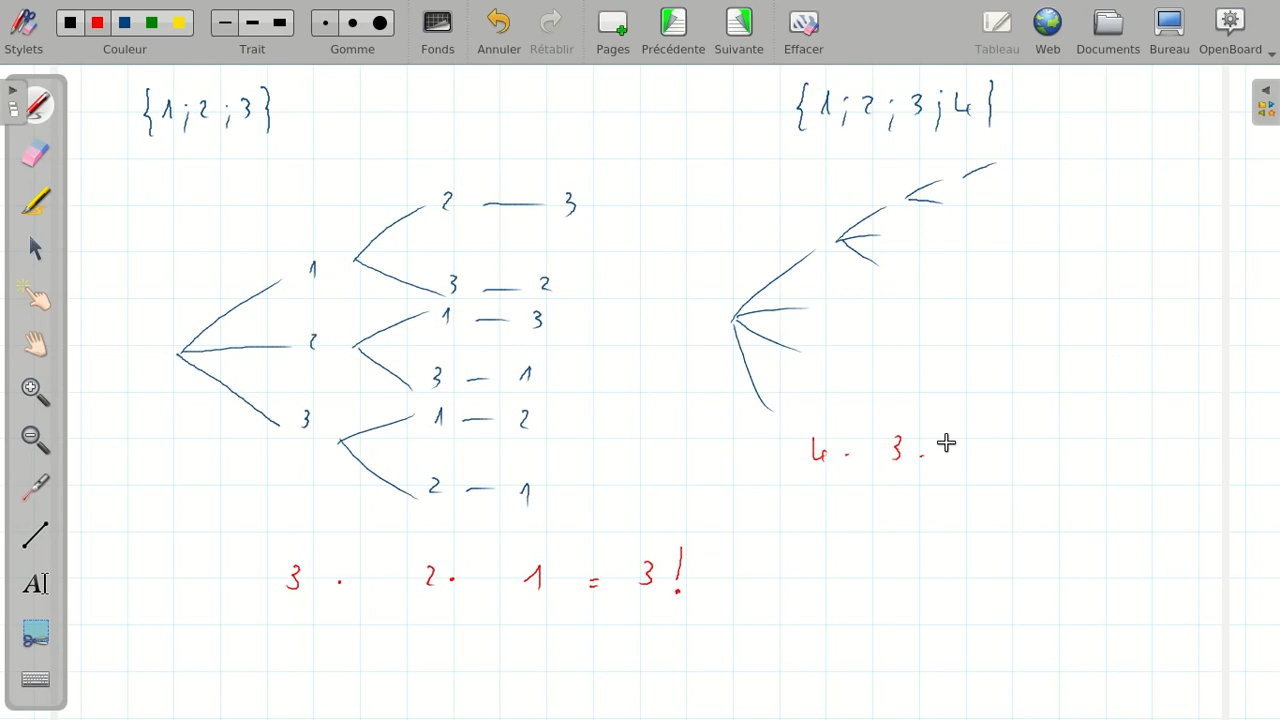 Stylets Couleur Trait Gomme Fonds Annuler Rétablir Pages Précédente Suivante Effacer Tableau Web Documents Bureau OpenBoard
{1;2;3}
{1;2;3;4}
2 — 3
1
3 — 2
1 — 3
2
3 — 1
1 — 2
3
2 — 1
4 · 3 ·
3 · 2 · 1 = 3!